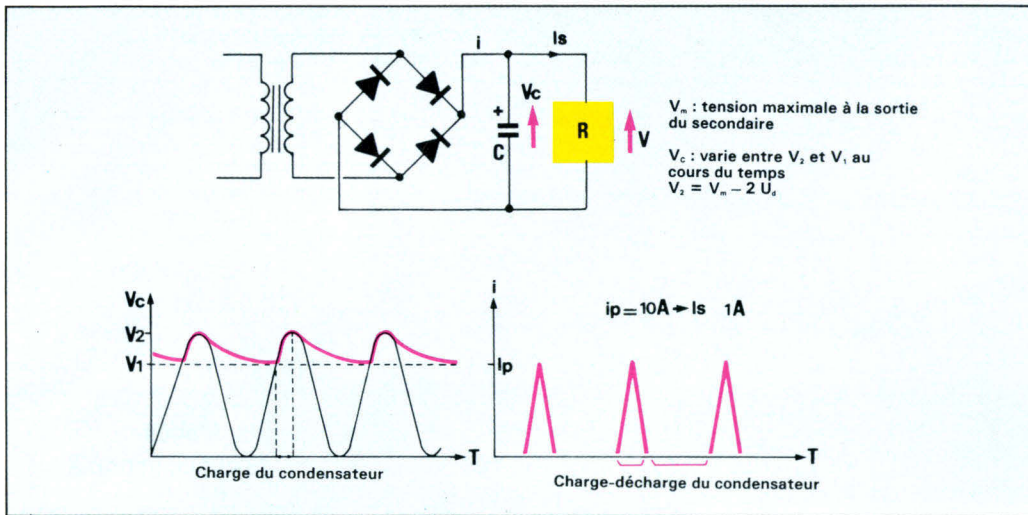 i
Is
Vc
+
C
R
V
Vm : tension maximale à la sortie
du secondaire
Vc : varie entre V2 et V1 au
cours du temps
V2 = Vm – 2 Ud
Vc
V2
V1
T
Charge du condensateur
i
ip = 10A → Is 1A
Ip
T
Charge-décharge du condensateur